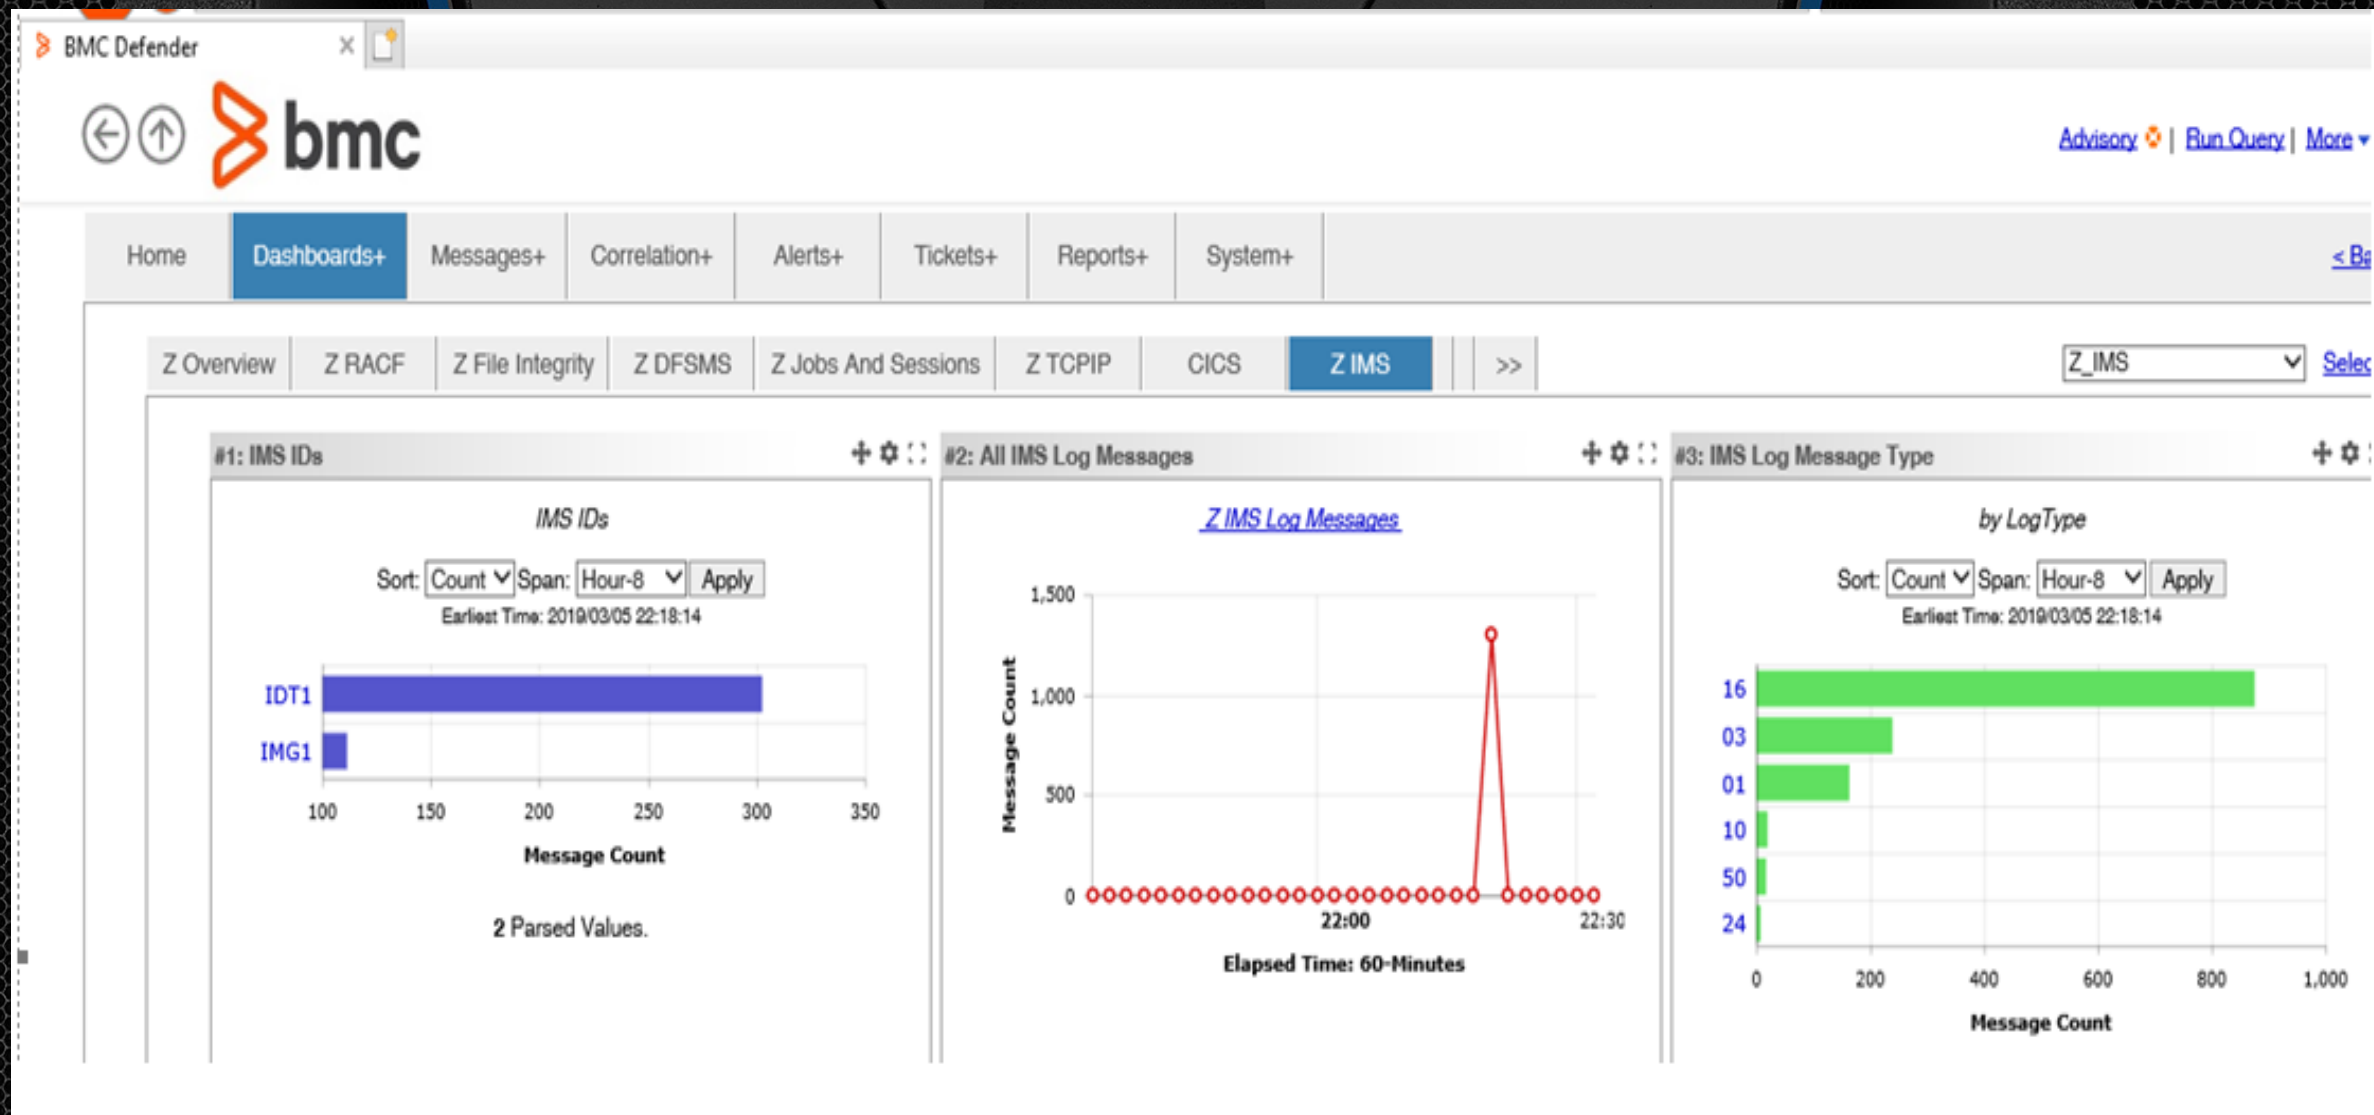 BMC Defender
bmc
Advisory | Run Query | More
Home Dashboards+ Messages+ Correlation+ Alerts+ Tickets+ Reports+ System+ < Ba
Z Overview Z RACF Z File Integrity Z DFSMS Z Jobs And Sessions Z TCPIP CICS Z IMS >> Z_IMS Selec
#1: IMS IDs
IMS IDs
Sort: Count Span: Hour-8 Apply
Earliest Time: 2019/03/05 22:18:14
IDT1
IMG1
100 150 200 250 300 350
Message Count
2 Parsed Values.
#2: All IMS Log Messages
Z IMS Log Messages
1,500
1,000
500
0
Message Count
22:00 22:30
Elapsed Time: 60-Minutes
#3: IMS Log Message Type
by LogType
Sort: Count Span: Hour-8 Apply
Earliest Time: 2019/03/05 22:18:14
16
03
01
10
50
24
0 200 400 600 800 1,000
Message Count